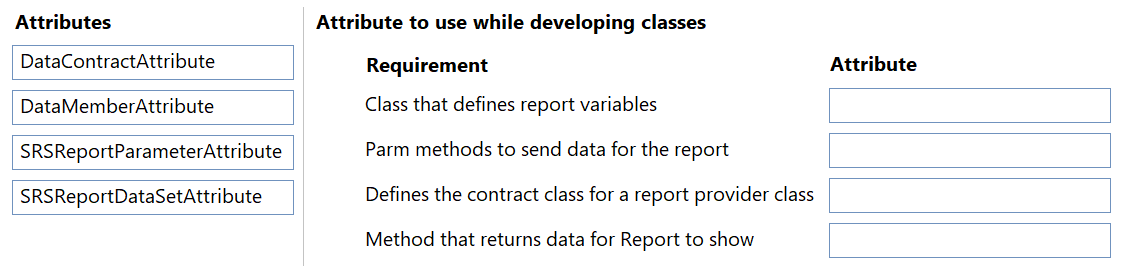 Attributes
DataContractAttribute
DataMemberAttribute
SRSReportParameterAttribute
SRSReportDataSetAttribute
Attribute to use while developing classes
Requirement Attribute
Class that defines report variables
Parm methods to send data for the report
Defines the contract class for a report provider class
Method that returns data for Report to show